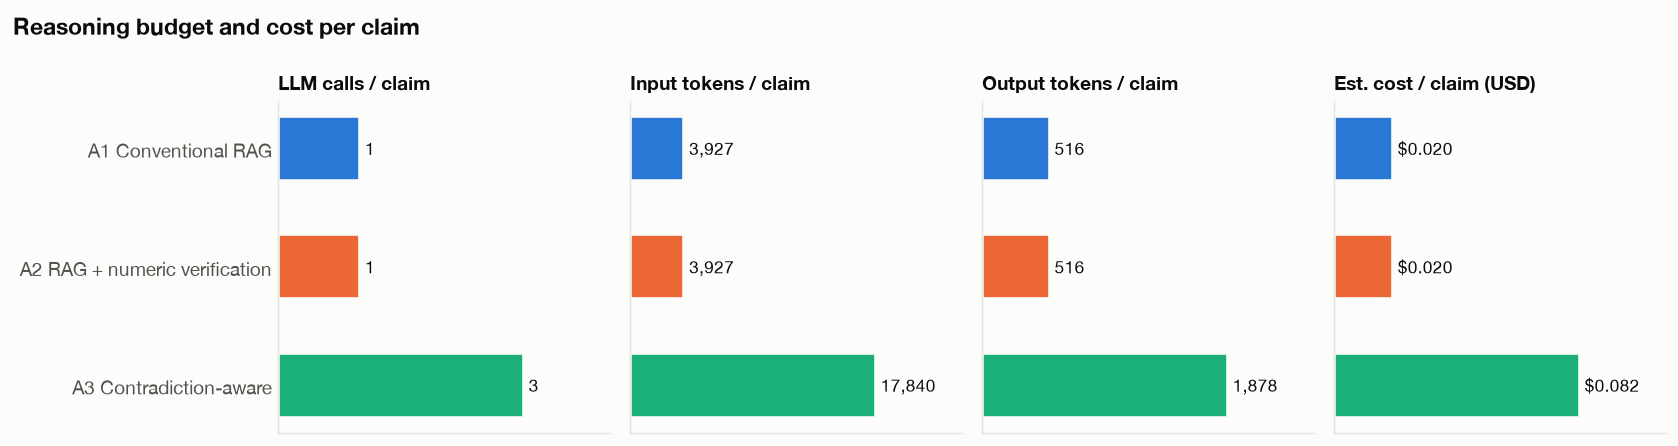 Reasoning budget and cost per claim
LLM calls / claim
Input tokens / claim
Output tokens / claim
Est. cost / claim (USD)
A1 Conventional RAG
1
3,927
516
$0.020
A2 RAG + numeric verification
1
3,927
516
$0.020
A3 Contradiction-aware
3
17,840
1,878
$0.082